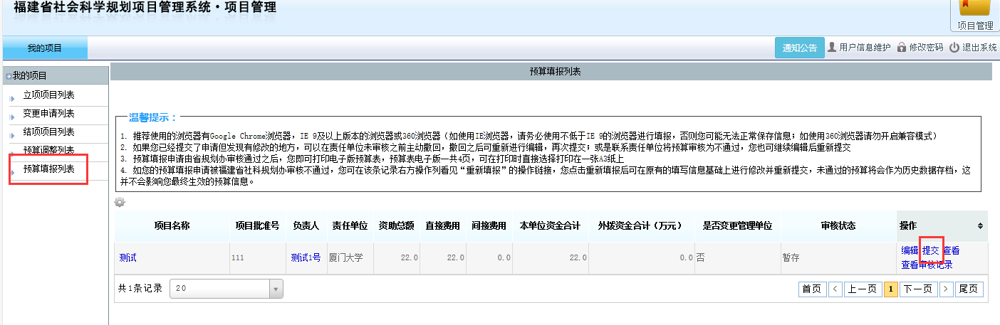 福建省社会科学规划项目管理系统·项目管理
项目管理
我的项目
通知公告 用户信息维护 修改密码 退出系统
我的项目
立项项目列表
变更申请列表
结项项目列表
预算调整列表
预算填报列表
预算填报列表
温馨提示：
1. 推荐使用的浏览器有Google Chrome浏览器，IE 9及以上版本的浏览器或360浏览器（如使用IE浏览器，请务必使用不低于IE 9的浏览器进行填报，否则您可能无法正常保存信息；如使用360浏览器请勿开启兼容模式）
2. 如果您已经提交了申请但发现有修改的地方，可以在责任单位未审核之前主动撤回，撤回之后可重新进行编辑，再次提交；或是联系责任单位将预算审核为不通过，您也可继续编辑后重新提交
3. 预算填报申请由省规划办审核通过之后，您即可打印电子版预算表，预算表电子版一共4页，可在打印时直接选择打印在一张A3纸上
4. 如您的预算填报申请被福建省社科规划办审核不通过，您可在该条记录右方操作列看见“重新填报”的操作链接，您点击重新填报后可在原有的填写信息基础上进行修改并重新提交，未通过的预算将会作为历史数据存档，这
并不会影响您最终生效的预算信息。
项目名称 项目批准号 负责人 责任单位 资助总额 直接费用 间接费用 本单位资金合计 外拨资金合计（万元） 是否变更管理单位 审核状态 操作
测试 111 测试1号 厦门大学 22.0 22.0 0.0 22.0 0.0 否 暂存 编辑 提交 查看
查看审核记录
共1条记录 20 首页 < 上一页 1 下一页 > 尾页